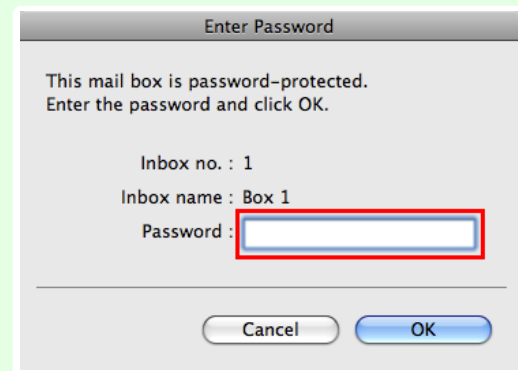 Enter Password
This mail box is password-protected.
Enter the password and click OK.
Inbox no. : 1
Inbox name : Box 1
Password :
Cancel
OK